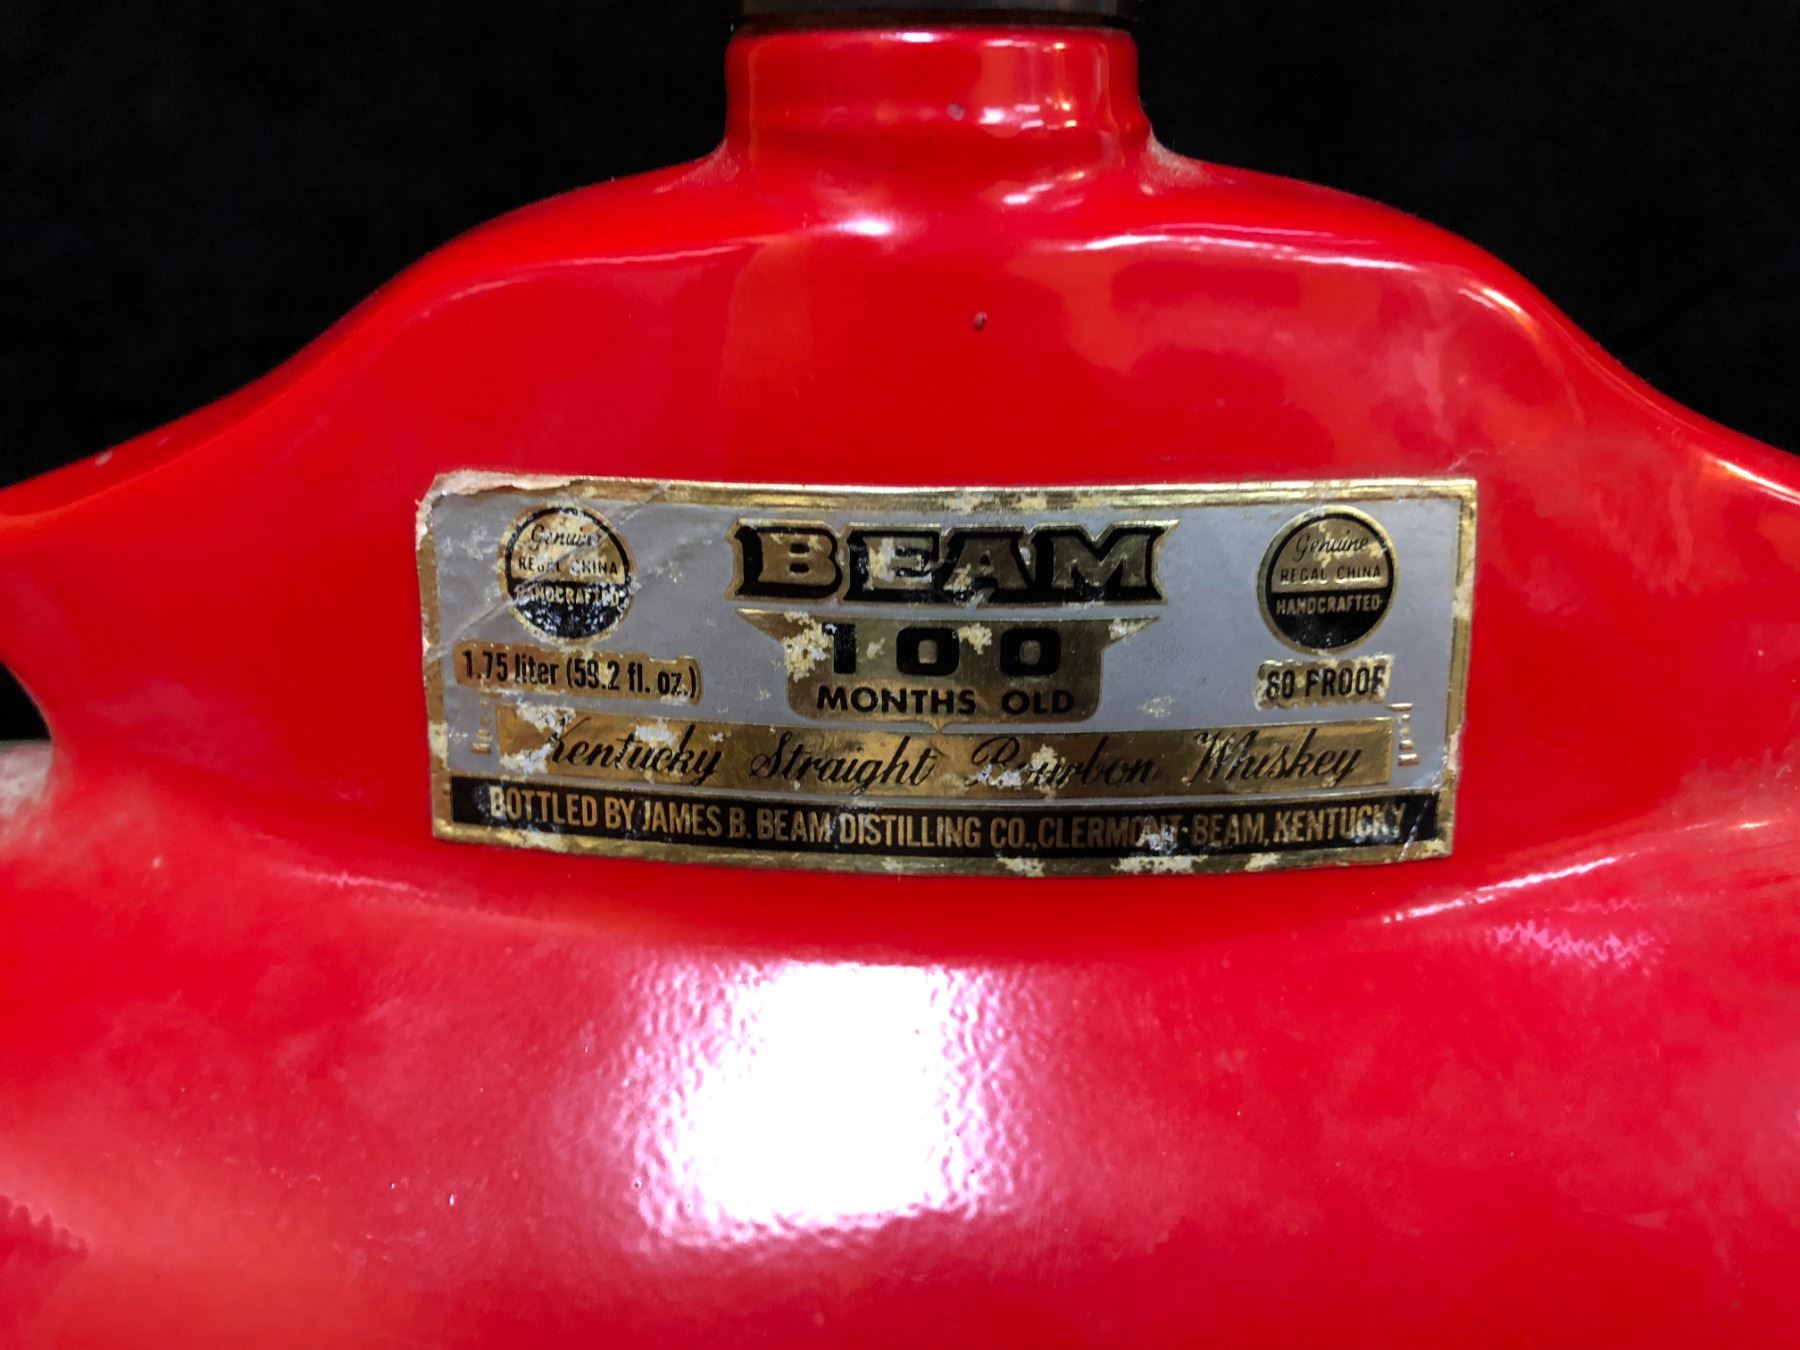 BEAM
Genuine
REGAL CHINA
HANDCRAFTED
Genuine
REGAL CHINA
HANDCRAFTED
100
MONTHS OLD
1.75 liter (59.2 fl. oz.)
80 PROOF
Kentucky Straight Bourbon Whiskey
BOTTLED BY JAMES B. BEAM DISTILLING CO., CLERMONT-BEAM, KENTUCKY